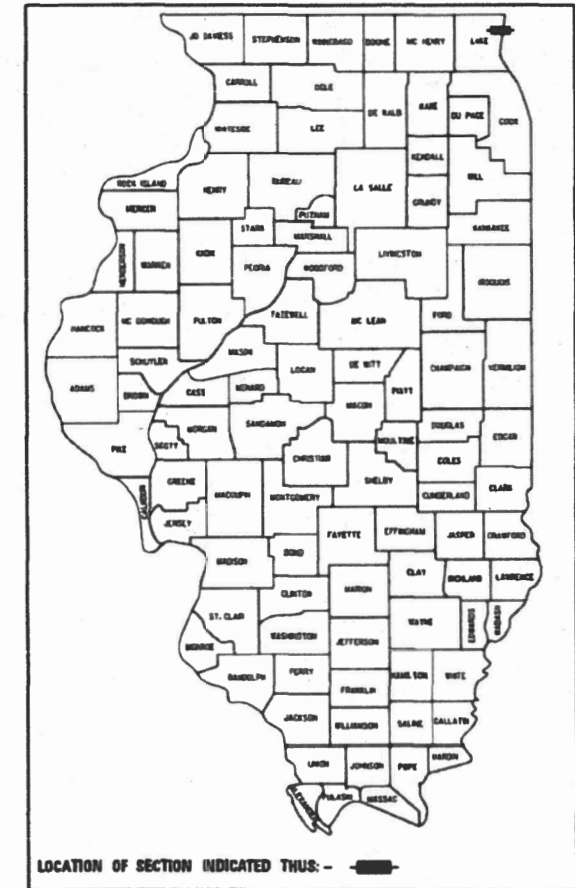 JO DAVIESS STEPHENSON WINNEBAGO BOONE MC HENRY LAKE
CARROLL OGLE DE KALB KANE DU PAGE COOK
WHITESIDE LEE KENDALL WILL
ROCK ISLAND HENRY BUREAU LA SALLE GRUNDY
MERCER PUTNAM KANKAKEE
STARK MARSHALL LIVINGSTON
HENDERSON WARREN KNOX PEORIA WOODFORD IROQUOIS
HANCOCK MC DONOUGH FULTON TAZEWELL MC LEAN FORD
SCHUYLER MASON LOGAN DE WITT CHAMPAIGN VERMILION
ADAMS BROWN CASS MENARD MACON PIATT
PIKE SCOTT MORGAN SANGAMON MOULTRIE DOUGLAS EDGAR
CHRISTIAN COLES
GREENE MACOUPIN MONTGOMERY SHELBY CUMBERLAND CLARK
CALHOUN JERSEY FAYETTE EFFINGHAM JASPER CRAWFORD
MADISON BOND CLAY RICHLAND LAWRENCE
CLINTON MARION
ST. CLAIR WASHINGTON JEFFERSON WAYNE EDWARDS WABASH
MONROE RANDOLPH PERRY HAMILTON WHITE
FRANKLIN
JACKSON WILLIAMSON SALINE GALLATIN
UNION JOHNSON POPE HARDIN
ALEXANDER PULASKI MASSAC
LOCATION OF SECTION INDICATED THUS: -